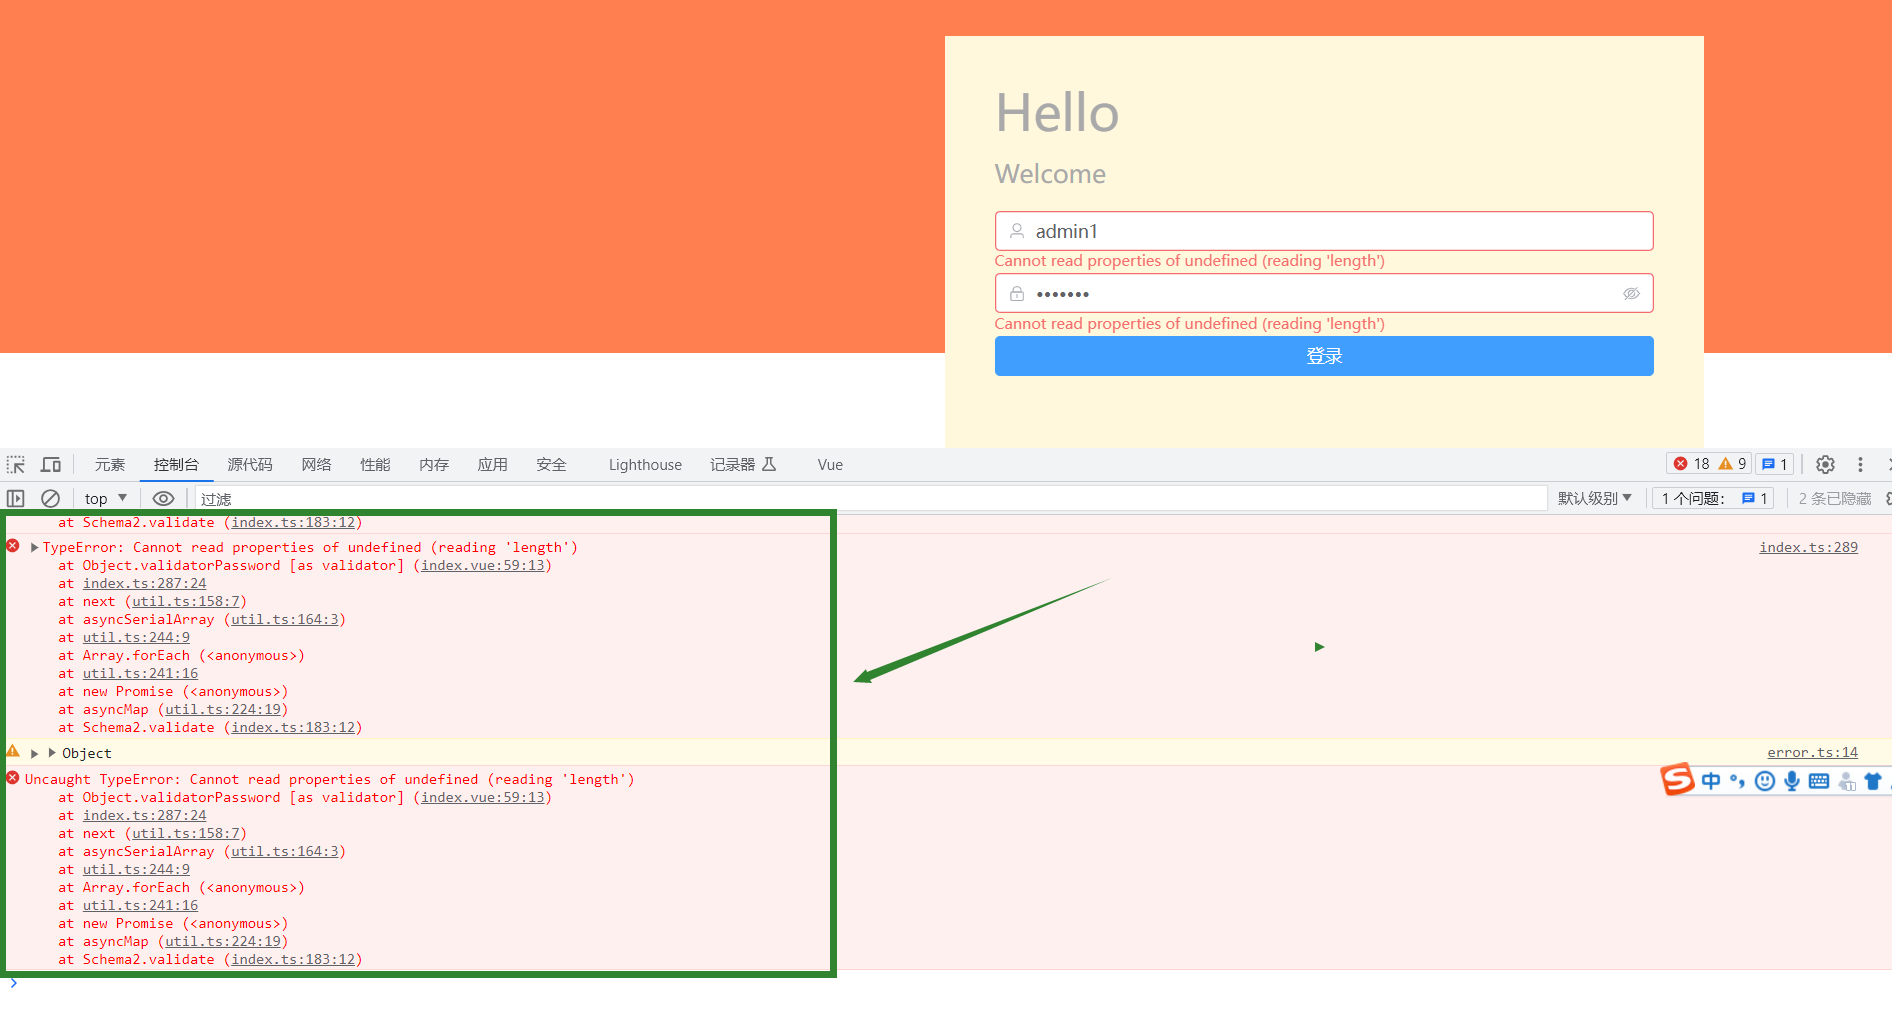 Hello
Welcome
admin1
Cannot read properties of undefined (reading 'length')
•••••••
Cannot read properties of undefined (reading 'length')
登录
元素 控制台 源代码 网络 性能 内存 应用 安全 Lighthouse 记录器 Vue 18 9 1
top 过滤 默认级别 1 个问题: 1 2 条已隐藏
at Schema2.validate (index.ts:183:12)
TypeError: Cannot read properties of undefined (reading 'length') index.ts:289
at Object.validatorPassword [as validator] (index.vue:59:13)
at index.ts:287:24
at next (util.ts:158:7)
at asyncSerialArray (util.ts:164:3)
at util.ts:244:9
at Array.forEach (<anonymous>)
at util.ts:241:16
at new Promise (<anonymous>)
at asyncMap (util.ts:224:19)
at Schema2.validate (index.ts:183:12)
Object error.ts:14
Uncaught TypeError: Cannot read properties of undefined (reading 'length')
at Object.validatorPassword [as validator] (index.vue:59:13)
at index.ts:287:24
at next (util.ts:158:7)
at asyncSerialArray (util.ts:164:3)
at util.ts:244:9
at Array.forEach (<anonymous>)
at util.ts:241:16
at new Promise (<anonymous>)
at asyncMap (util.ts:224:19)
at Schema2.validate (index.ts:183:12)
S 中